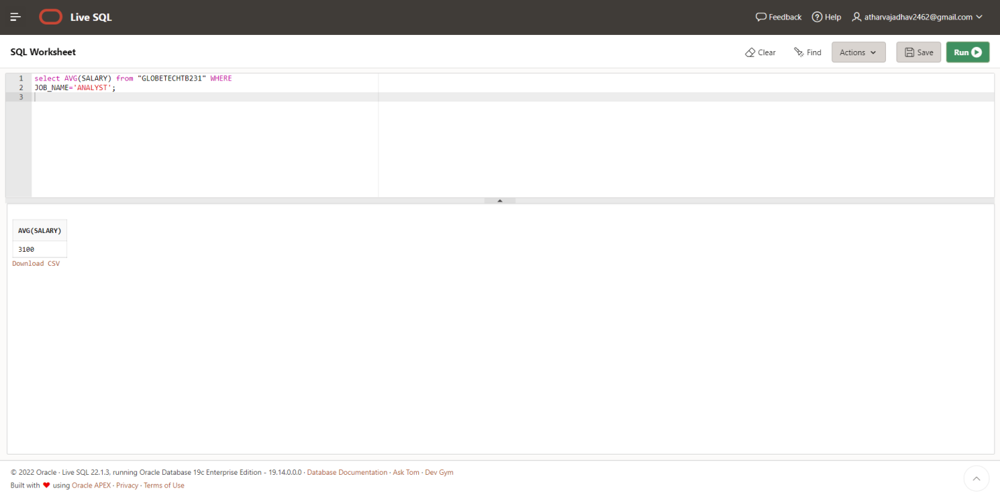 Live SQL
Feedback
Help
atharvajadhav2462@gmail.com
SQL Worksheet
Clear
Find
Actions
Save
Run
1 select AVG(SALARY) from "GLOBETECHTB231" WHERE
2 JOB_NAME='ANALYST';
3
AVG(SALARY)
3100
Download CSV
© 2022 Oracle · Live SQL 22.1.3, running Oracle Database 19c Enterprise Edition - 19.14.0.0.0 · Database Documentation · Ask Tom · Dev Gym
Built with ❤ using Oracle APEX · Privacy · Terms of Use